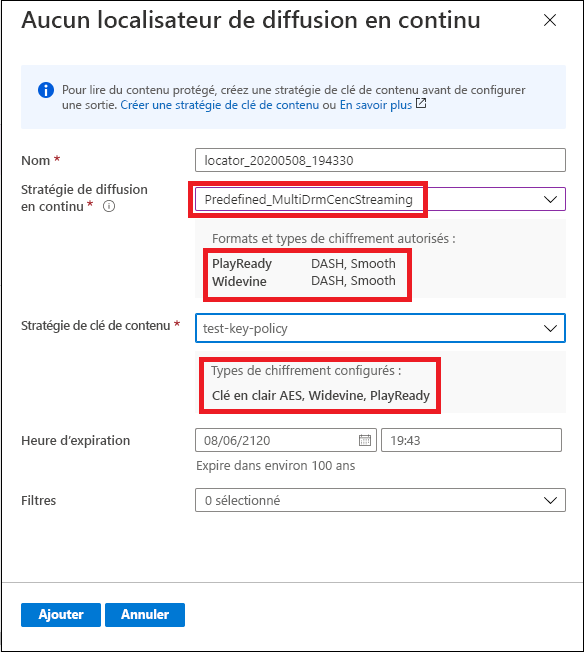 Aucun localisateur de diffusion en continu
Pour lire du contenu protégé, créez une stratégie de clé de contenu avant de configurer
une sortie. Créer une stratégie de clé de contenu ou En savoir plus
Nom * locator_20200508_194330
Stratégie de diffusion
en continu * Predefined_MultiDrmCencStreaming
Formats et types de chiffrement autorisés :
PlayReady DASH, Smooth
Widevine DASH, Smooth
Stratégie de clé de contenu * test-key-policy
Types de chiffrement configurés :
Clé en clair AES, Widevine, PlayReady
Heure d'expiration 08/06/2120 19:43
Expire dans environ 100 ans
Filtres 0 sélectionné
Ajouter Annuler